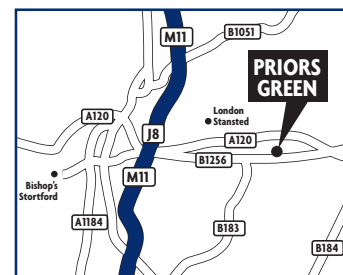 B1051
M11
PRIORS
GREEN
London
Stansted
A120
J8
A120
B1256
M11
Bishop's
Stortford
A1184
B183
B184